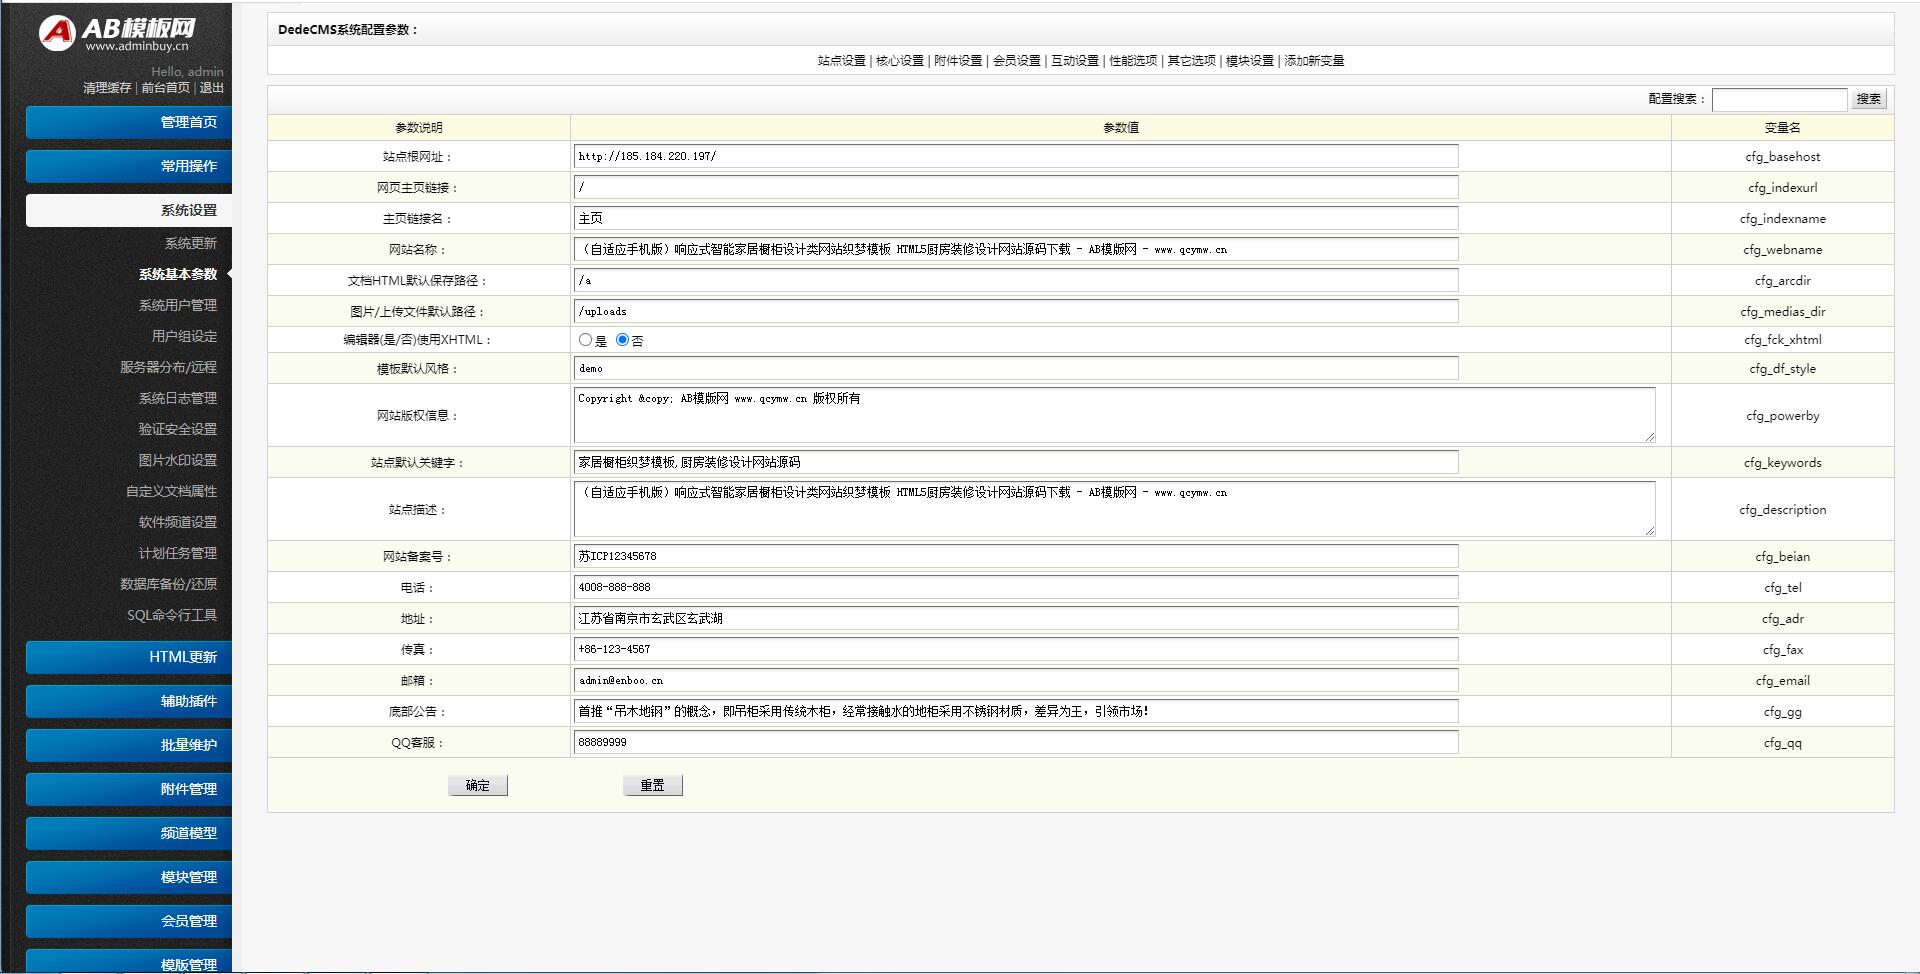 AB模板网
www.adminbuy.cn
Hello, admin
清理缓存 | 前台首页 | 退出
管理首页
常用操作
系统设置
系统更新
系统基本参数
系统用户管理
用户组设定
服务器分布/远程
系统日志管理
验证安全设置
图片水印设置
自定义文档属性
软件频道设置
计划任务管理
数据库备份/还原
SQL命令行工具
HTML更新
辅助插件
批量维护
附件管理
频道模型
模块管理
会员管理
模版管理
DedeCMS系统配置参数：
站点设置 | 核心设置 | 附件设置 | 会员设置 | 互动设置 | 性能选项 | 其它选项 | 模块设置 | 添加新变量
配置搜索： 搜索
参数说明 参数值 变量名
站点根网址： http://185.184.220.197/ cfg_basehost
网页主页链接： / cfg_indexurl
主页链接名： 主页 cfg_indexname
网站名称： （自适应手机版）响应式智能家居橱柜设计类网站织梦模板 HTML5厨房装修设计网站源码下载 - AB模版网 - www.qcymw.cn cfg_webname
文档HTML默认保存路径： /a cfg_arcdir
图片/上传文件默认路径： /uploads cfg_medias_dir
编辑器(是/否)使用XHTML： 是 否 cfg_fck_xhtml
模板默认风格： demo cfg_df_style
网站版权信息： Copyright &copy; AB模版网 www.qcymw.cn 版权所有 cfg_powerby
站点默认关键字： 家居橱柜织梦模板,厨房装修设计网站源码 cfg_keywords
站点描述： （自适应手机版）响应式智能家居橱柜设计类网站织梦模板 HTML5厨房装修设计网站源码下载 - AB模版网 - www.qcymw.cn cfg_description
网站备案号： 苏ICP12345678 cfg_beian
电话： 4008-888-888 cfg_tel
地址： 江苏省南京市玄武区玄武湖 cfg_adr
传真： +86-123-4567 cfg_fax
邮箱： admin@enboo.cn cfg_email
底部公告： 首推“吊木地钢”的概念，即吊柜采用传统木柜，经常接触水的地柜采用不锈钢材质，差异为王，引领市场！ cfg_gg
QQ客服： 88889999 cfg_qq
确定 重置